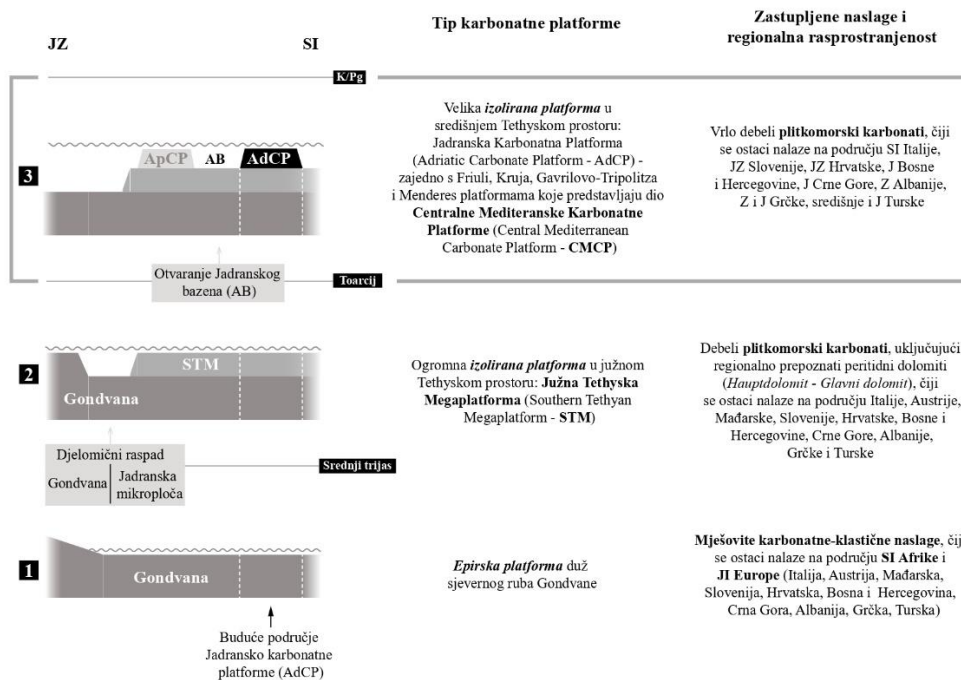 JZ
SI
Tip karbonatne platforme
Zastupljene naslage i
regionalna rasprostranjenost
K/Pg
3
ApCP
AB
AdCP
Velika izolirana platforma u
središnjem Tethyskom prostoru:
Jadranska Karbonatna Platforma
(Adriatic Carbonate Platform - AdCP) -
zajedno s Friuli, Kruja, Gavrilovo-Tripolitza
i Menderes platformama koje predstavljaju dio
Centralne Mediteranske Karbonatne
Platforme (Central Mediterranean
Carbonate Platform - CMCP)
Vrlo debeli plitkomorski karbonati, čiji
se ostaci nalaze na području SI Italije,
JZ Slovenije, JZ Hrvatske, J Bosne
i Hercegovine, J Crne Gore, Z Albanije,
Z i J Grčke, središnje i J Turske
Otvaranje Jadranskog
bazena (AB)
Toarcij
2
STM
Gondvana
Ogromna izolirana platforma u južnom
Tethyskom prostoru: Južna Tethyska
Megaplatforma (Southern Tethyan
Megaplatform - STM)
Debeli plitkomorski karbonati, uključujući
regionalno prepoznati peritidni dolomiti
(Hauptdolomit - Glavni dolomit), čiji
se ostaci nalaze na području Italije, Austrije,
Mađarske, Slovenije, Hrvatske, Bosne i
Hercegovine, Crne Gore, Albanije,
Grčke i Turske
Djelomični raspad
Gondvana
Jadranska
mikroploča
Srednji trijas
1
Gondvana
Epirska platforma duž
sjevernog ruba Gondvane
Mješovite karbonatne-klastične naslage, čij
se ostaci nalaze na području SI Afrike i
JI Europe (Italija, Austrija, Mađarska,
Slovenija, Hrvatska, Bosna i Hercegovina,
Crna Gora, Albanija, Grčka, Turska)
Buduće područje
Jadransko karbonatne
platforme (AdCP)